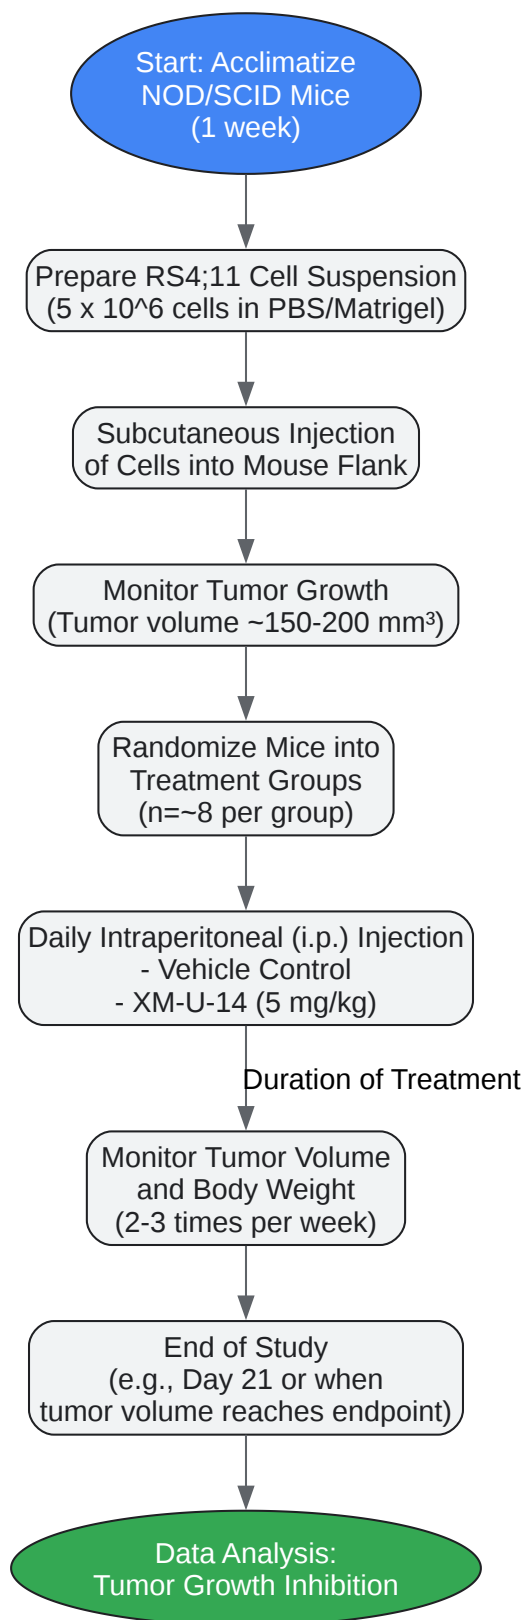 Start: Acclimatize
NOD/SCID Mice
(1 week)
Prepare RS4;11 Cell Suspension
(5 x 10^6 cells in PBS/Matrigel)
Subcutaneous Injection
of Cells into Mouse Flank
Monitor Tumor Growth
(Tumor volume ~150-200 mm³)
Randomize Mice into
Treatment Groups
(n=~8 per group)
Daily Intraperitoneal (i.p.) Injection
- Vehicle Control
- XM-U-14 (5 mg/kg)
Duration of Treatment
Monitor Tumor Volume
and Body Weight
(2-3 times per week)
End of Study
(e.g., Day 21 or when
tumor volume reaches endpoint)
Data Analysis:
Tumor Growth Inhibition